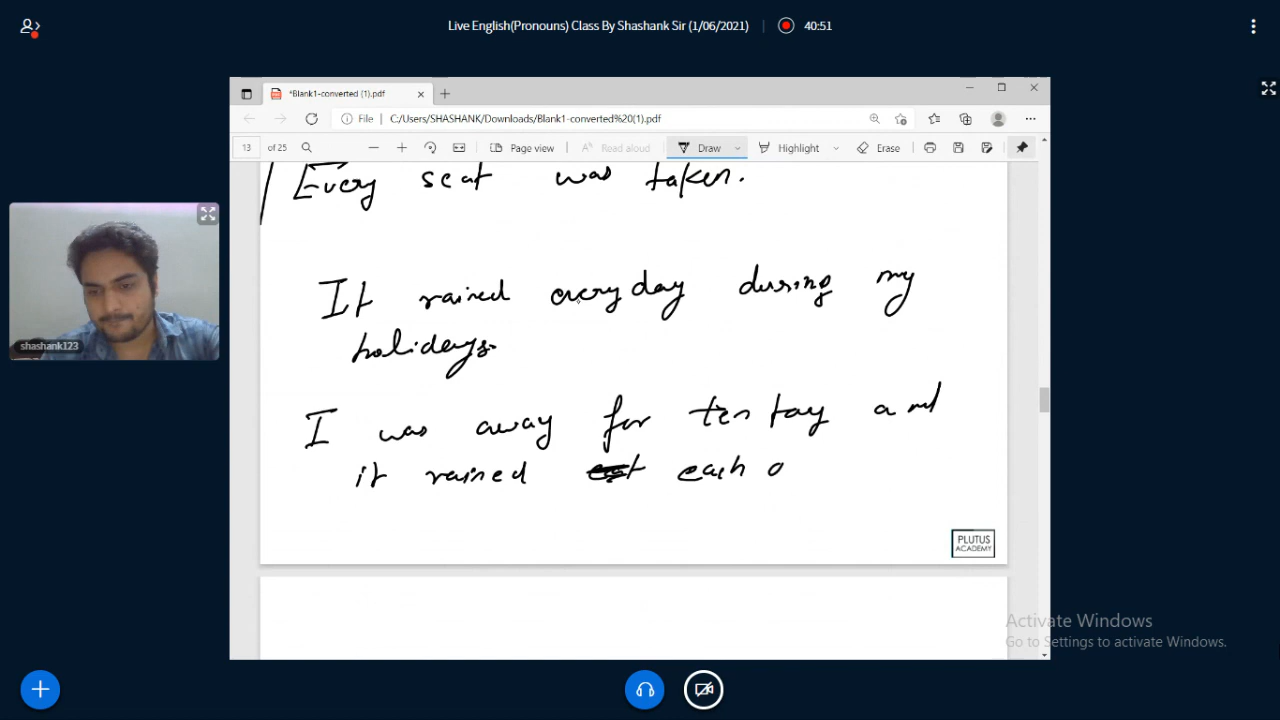 Live English(Pronouns) Class By Shashank Sir (1/06/2021) 40:51
*Blank1-converted (1).pdf
File C:/Users/SHASHANK/Downloads/Blank1-converted%20(1).pdf
13 of 25 Page view Read aloud Draw Highlight Erase
Every seat was taken.
It rained every day during my
holidays.
shashank123
I was away for ten tay and
it rained each o
PLUTUS
ACADEMY
Activate Windows
Go to Settings to activate Windows.